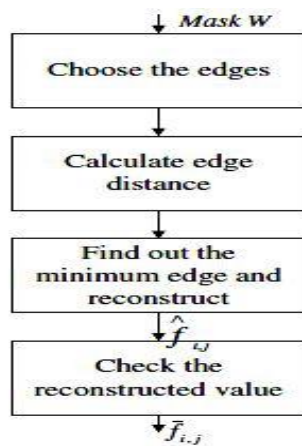 Mask W
Choose the edges
Calculate edge
distance
Find out the
minimum edge and
reconstruct
f̂ i,j
Check the
reconstructed value
f̄ i,j